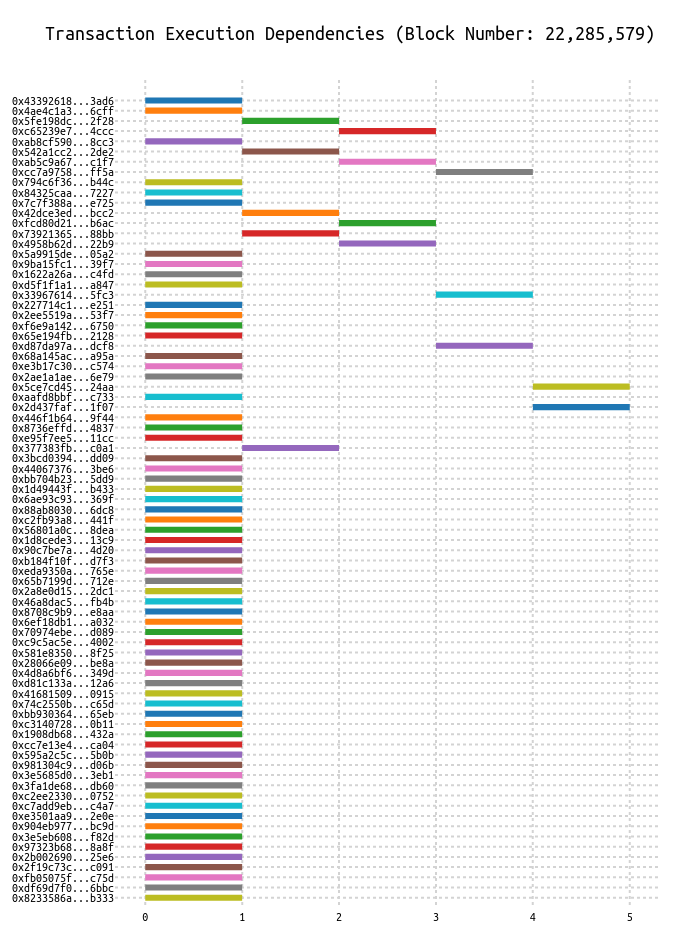 Transaction Execution Dependencies (Block Number: 22,285,579)
0x43392618...3ad6
0x4ae4c1a3...6cff
0x5fe198dc...2f28
0xc65239e7...4ccc
0xab8cf590...8cc3
0x542a1cc2...2de2
0xab5c9a67...c1f7
0xcc7a9758...ff5a
0x794c6f36...b44c
0x84325caa...7227
0x7c7f388a...e725
0x42dce3ed...bcc2
0xfcd80d21...b6ac
0x73921365...88bb
0x4958b62d...22b9
0x5a9915de...05a2
0x9ba15fc1...39f7
0x1622a26a...c4fd
0xd5f1f1a1...a847
0x33967614...5fc3
0x227714c1...e251
0x2ee5519a...53f7
0xf6e9a142...6750
0x65e194fb...2128
0xd87da97a...dcf8
0x68a145ac...a95a
0xe3b17c30...c574
0x2ae1a1ae...6e79
0x5ce7cd45...24aa
0xaafd8bbf...c733
0x2d437faf...1f07
0x446f1b64...9f44
0x8736effd...4837
0xe95f7ee5...11cc
0x377383fb...c0a1
0x3bcd0394...dd09
0x44067376...3be6
0xbb704b23...5dd9
0x1d49443f...b433
0x6ae93c93...369f
0x88ab8030...6dc8
0xc2fb93a8...441f
0x56801a0c...8dea
0x1d8cede3...13c9
0x90c7be7a...4d20
0xb184f10f...d7f3
0xeda9350a...765e
0x65b7199d...712e
0x2a8e0d15...2dc1
0x46a8dac5...fb4b
0x8708c9b9...e8aa
0x6ef18db1...a032
0x70974ebe...d089
0xc9c5ac5e...4002
0x581e8350...8f25
0x28066e09...be8a
0x4d8a6bf6...349d
0xd81c133a...12a6
0x41681509...0915
0x74c2550b...c65d
0xbb930364...65eb
0xc3140728...0b11
0x1908db68...432a
0xcc7e13e4...ca04
0x595a2c5c...5b0b
0x981304c9...d06b
0x3e5685d0...3eb1
0x3fa1de68...db60
0xc2ee2330...0752
0xc7add9eb...c4a7
0xe3501aa9...2e0e
0x904eb977...bc9d
0x3e5eb608...f82d
0x97323b68...8a8f
0x2b002690...25e6
0x2f19c73c...c091
0xfb05075f...c75d
0xdf69d7f0...6bbc
0x8233586a...b333
0 1 2 3 4 5